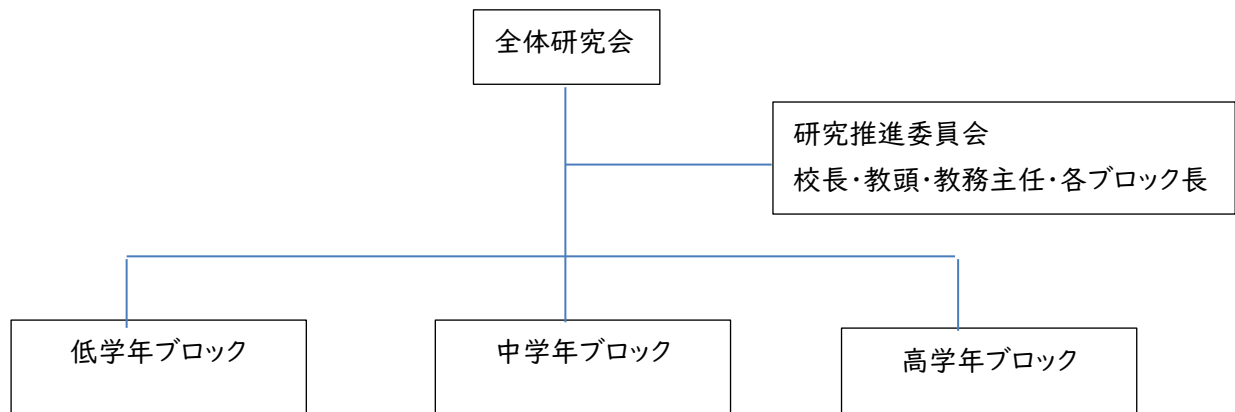 全体研究会
研究推進委員会
校長・教頭・教務主任・各ブロック長
低学年ブロック
中学年ブロック
高学年ブロック